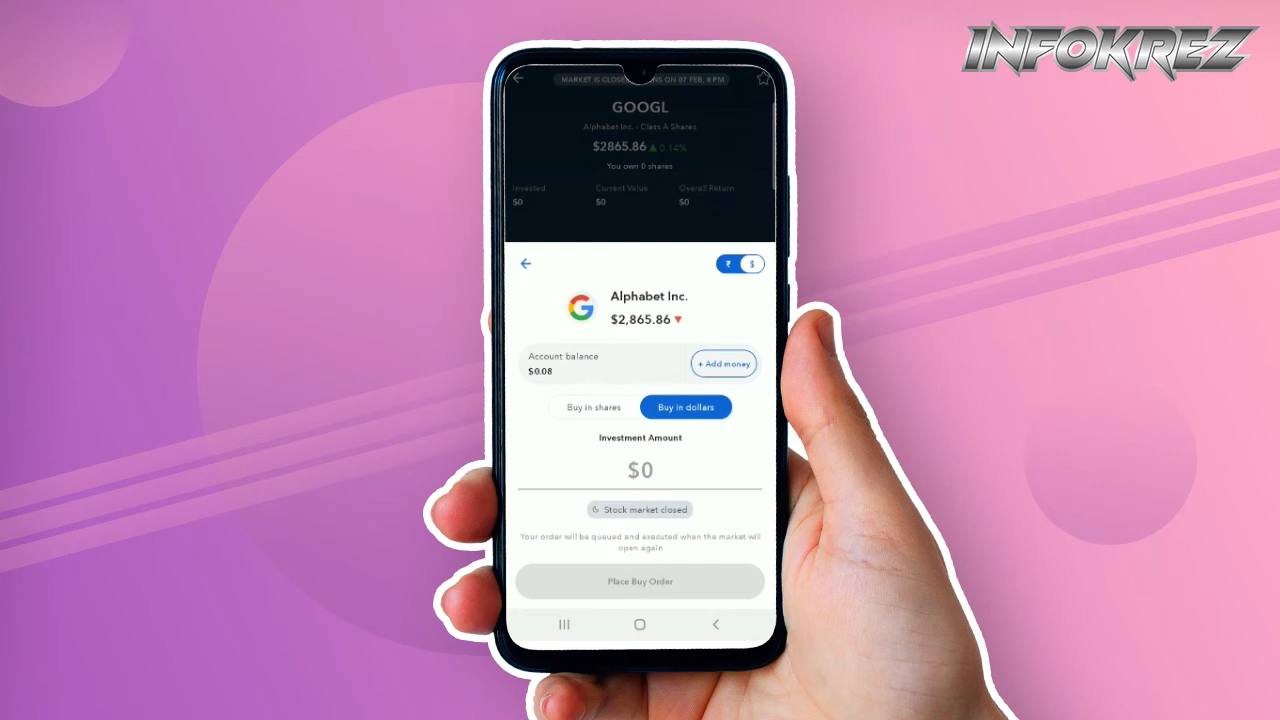 INFOKREZ
MARKET IS CLOSE NS ON 07 FEB, 8 PM
GOOGL
Alphabet Inc. - Class A Shares
$2865.86 ▲ 0.14%
You own 0 shares
Invested Current Value Overall Return
$0 $0 $0
₹ $
Alphabet Inc.
$2,865.86 ▼
Account balance
$0.08
+ Add money
Buy in shares Buy in dollars
Investment Amount
$0
Stock market closed
Your order will be queued and executed when the market will
open again
Place Buy Order